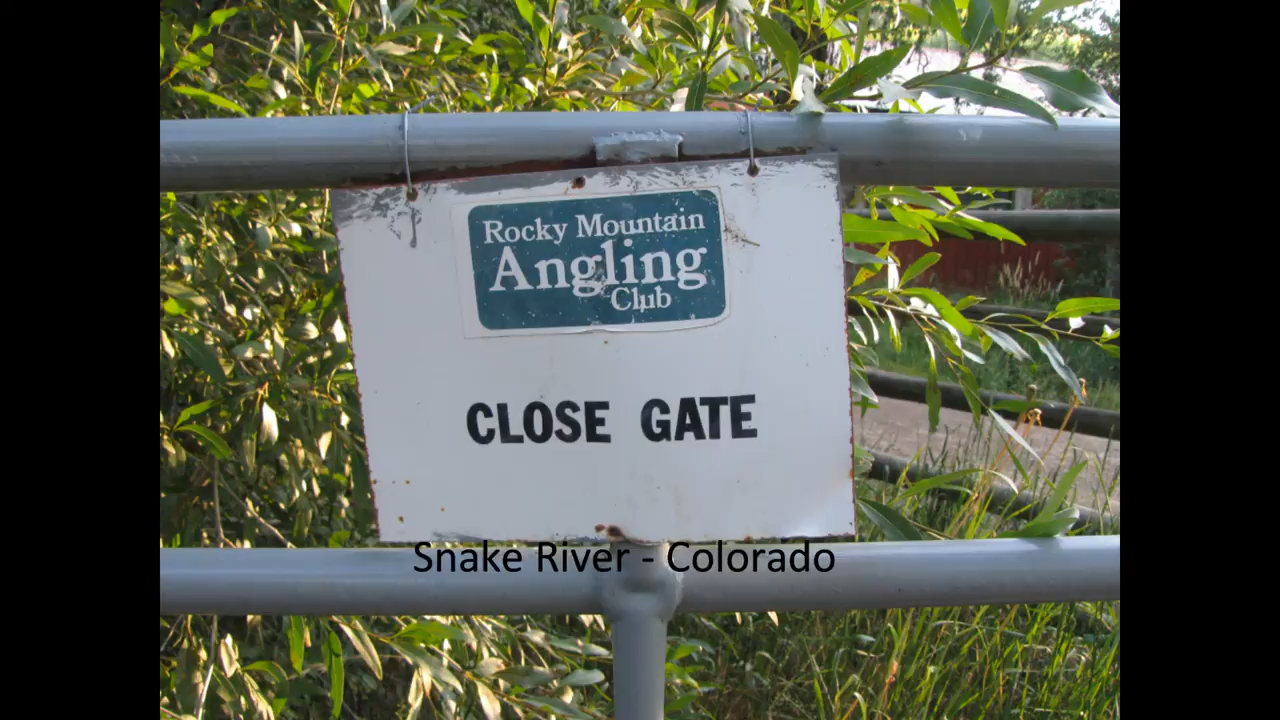 Rocky Mountain
Angling
Club
CLOSE GATE
Snake River - Colorado